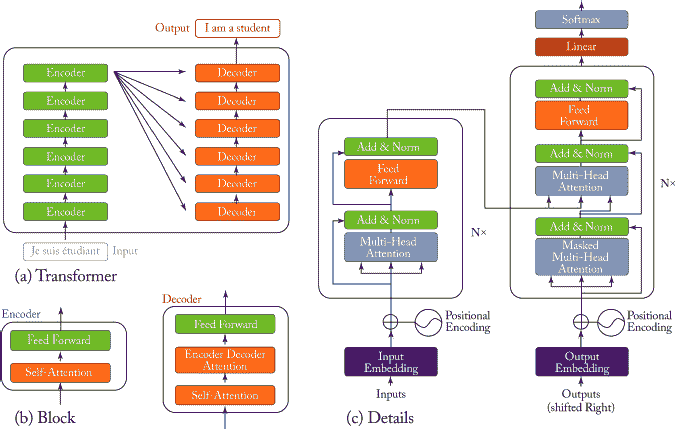 Output
I am a student
Encoder
Encoder
Encoder
Encoder
Encoder
Encoder
Decoder
Decoder
Decoder
Decoder
Decoder
Decoder
Je suis étudiant
Input
(a) Transformer
Encoder
Feed Forward
Self-Attention
(b) Block
Decoder
Feed Forward
Encoder Decoder
Attention
Self-Attention
Add & Norm
Feed
Forward
Add & Norm
Multi-Head
Attention
N×
Positional
Encoding
Input
Embedding
Inputs
(c) Details
Softmax
Linear
Add & Norm
Feed
Forward
Add & Norm
Multi-Head
Attention
N×
Add & Norm
Masked
Multi-Head
Attention
Positional
Encoding
Output
Embedding
Outputs
(shifted Right)